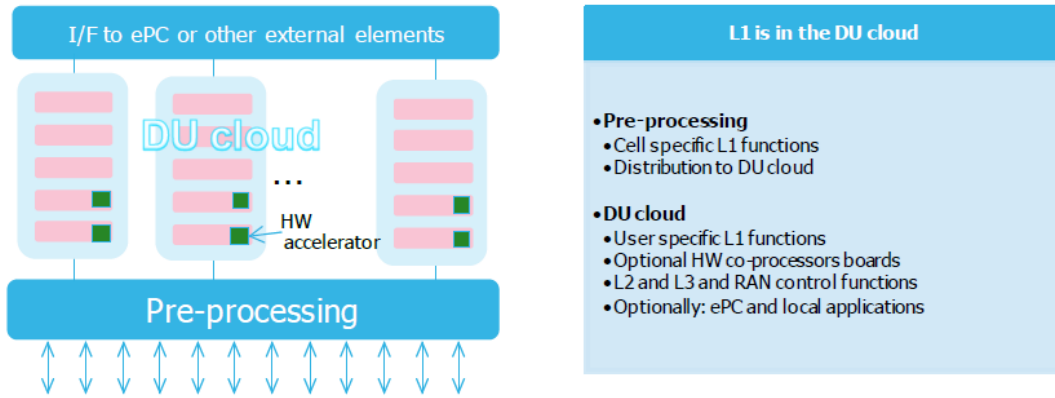 I/F to ePC or other external elements
DU cloud
...
HW
accelerator
Pre-processing
L1 is in the DU cloud
•Pre-processing
•Cell specific L1 functions
•Distribution to DU cloud
•DU cloud
•User specific L1 functions
•Optional HW co-processors boards
•L2 and L3 and RAN control functions
•Optionally: ePC and local applications